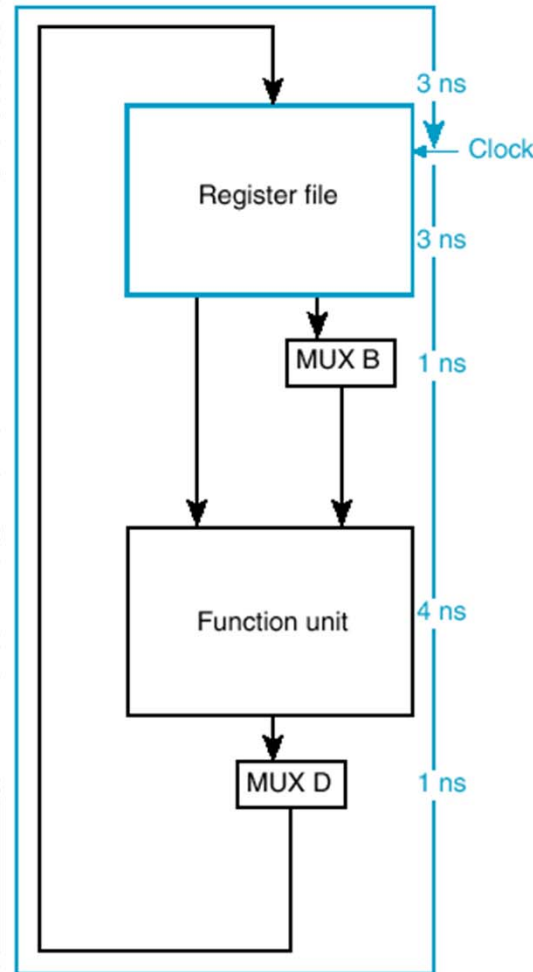 3 ns
Clock
Register file
3 ns
MUX B
1 ns
Function unit
4 ns
MUX D
1 ns